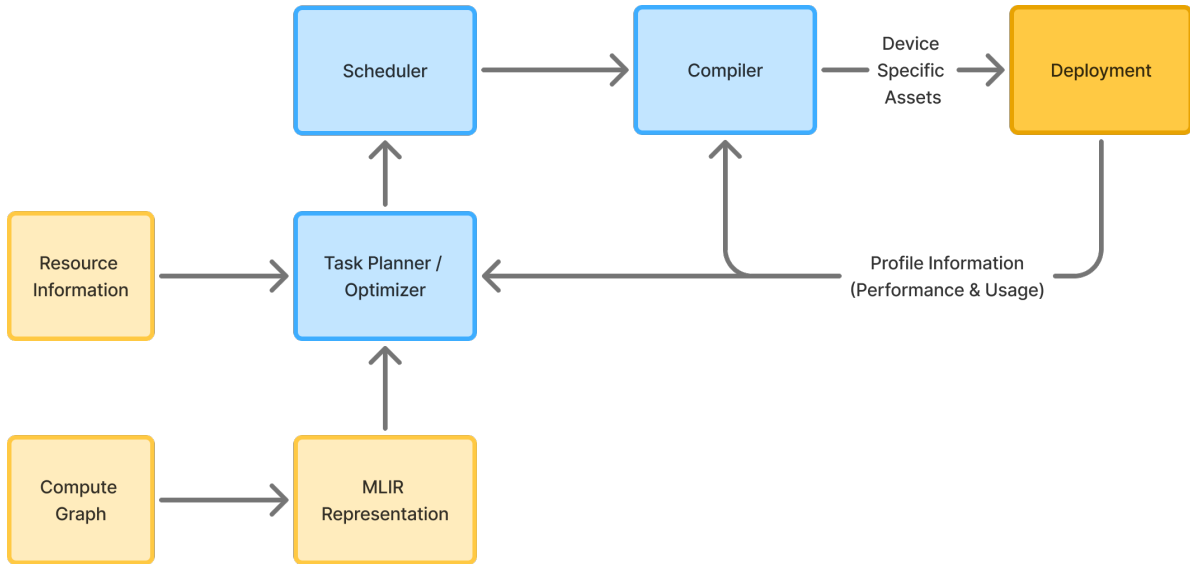 Scheduler
Compiler
Device
Specific
Assets
Deployment
Resource
Information
Task Planner /
Optimizer
Profile Information
(Performance & Usage)
Compute
Graph
MLIR
Representation